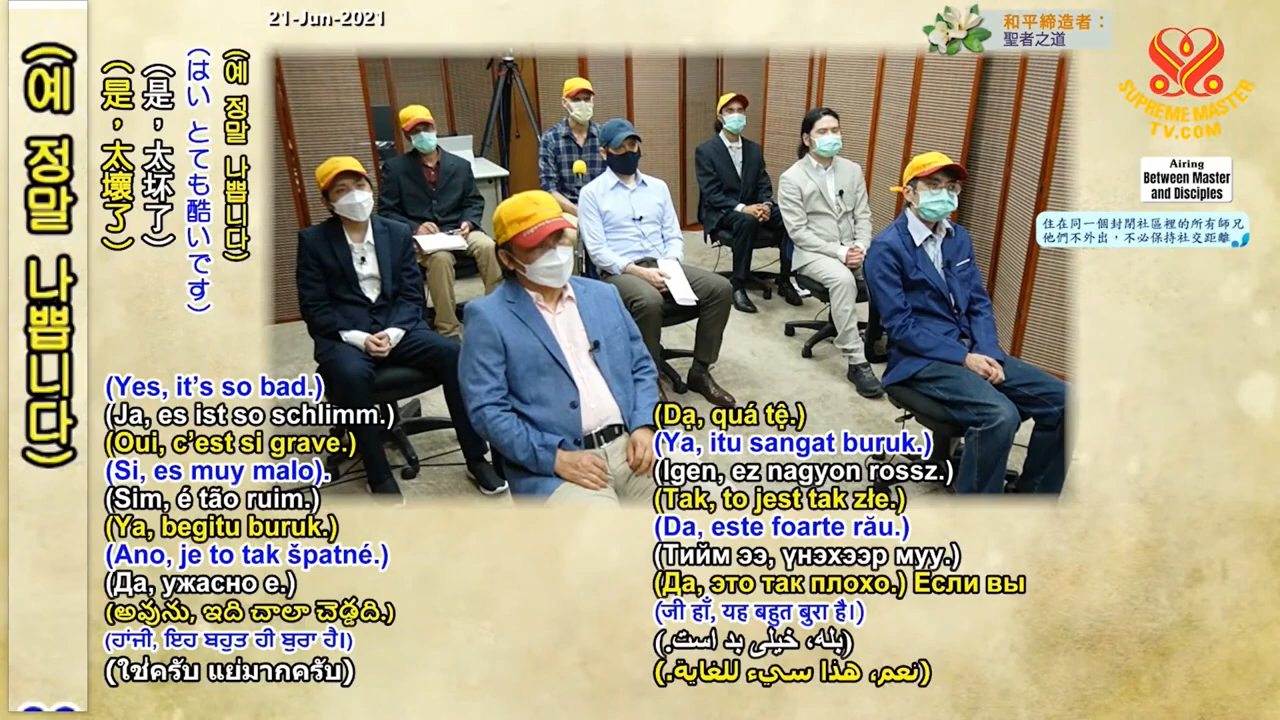 21-Jun-2021
和平締造者：
聖者之道
SUPREME MASTER
TV.COM
Airing
Between Master
and Disciples
住在同一個封閉社區裡的所有師兄
他們不外出，不必保持社交距離
(예 정말 나쁩니다)
(예 정말 나쁩니다)
(はい とても酷いです)
(是，太坏了)
(是，太壞了)
(Yes, it’s so bad.)
(Ja, es ist so schlimm.)
(Oui, c’est si grave.)
(Si, es muy malo).
(Sim, é tão ruim.)
(Ya, begitu buruk.)
(Ano, je to tak špatné.)
(Да, ужасно е.)
(అవును, ఇది చాలా చెడ్డది.)
(ਹਾਂਜੀ, ਇਹ ਬਹੁਤ ਹੀ ਬੁਰਾ ਹੈ।)
(ใช่ครับ แย่มากครับ)
(Dạ, quá tệ.)
(Ya, itu sangat buruk.)
(Igen, ez nagyon rossz.)
(Tak, to jest tak złe.)
(Da, este foarte rău.)
(Тийм ээ, үнэхээр муу.)
(Да, это так плохо.) Если вы
(जी हाँ, यह बहुत बुरा है।)
(بله، خیلی بد است.)
(نعم، هذا سيء للغاية.)